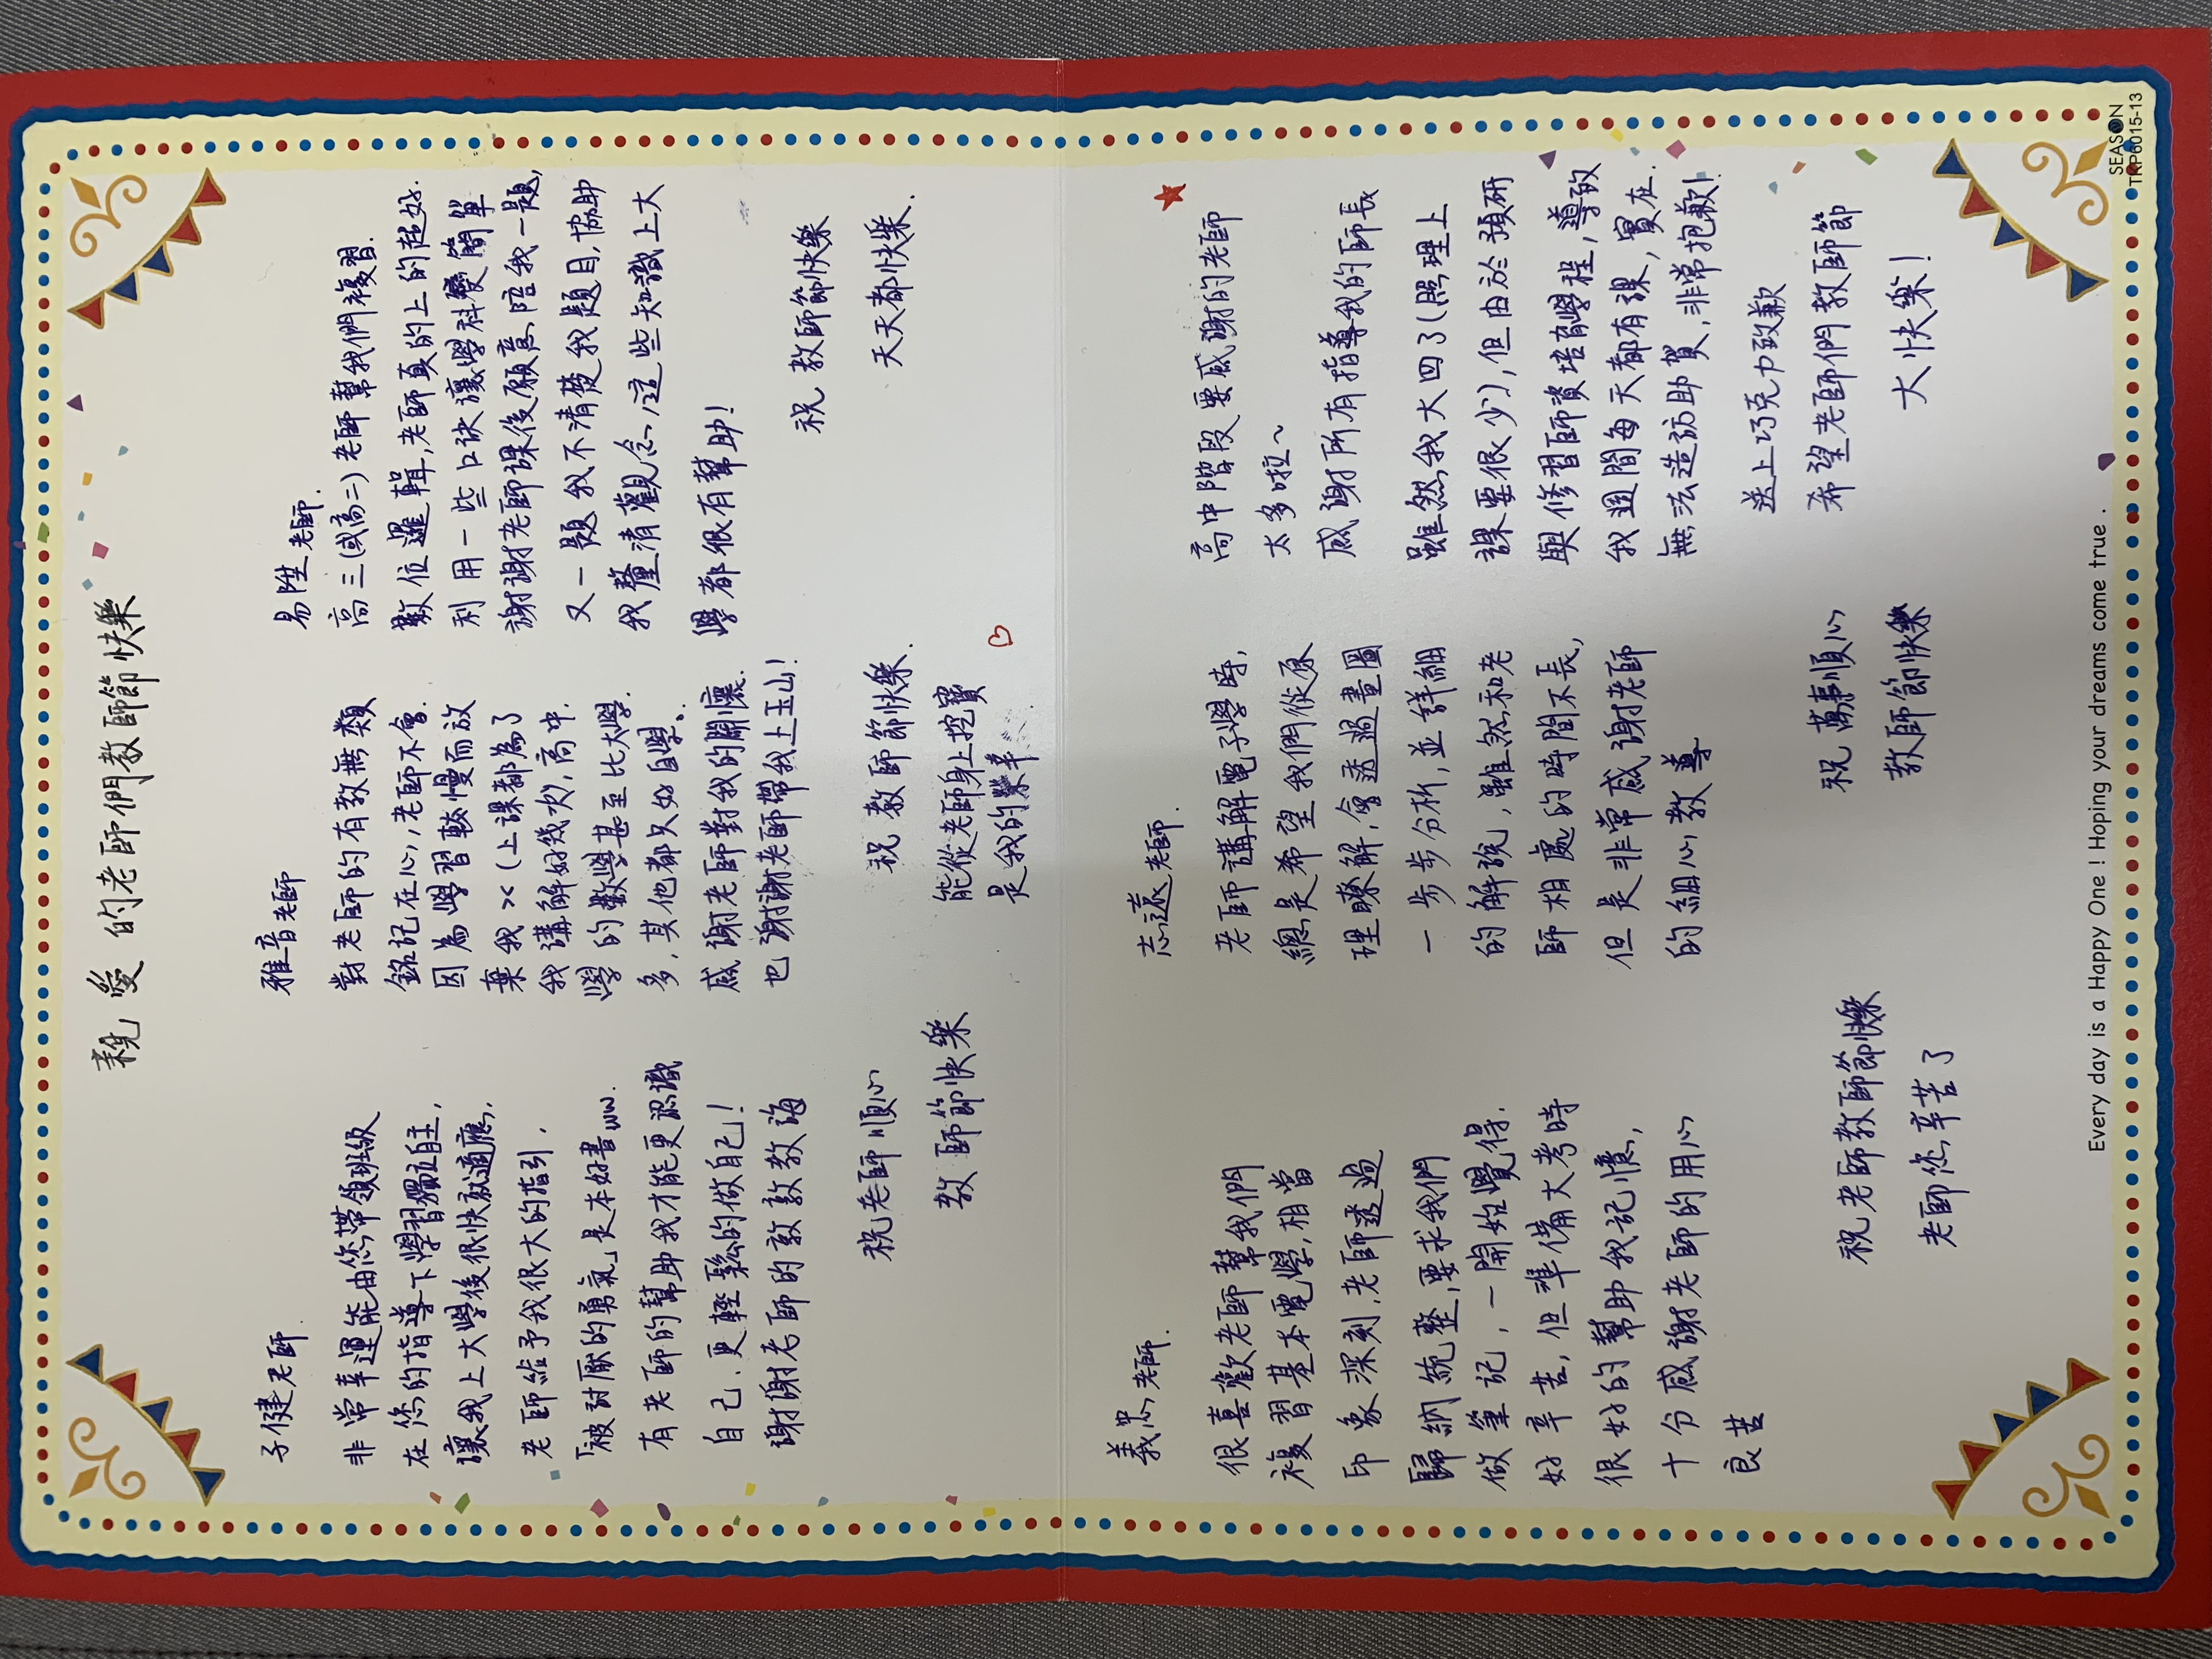 親愛的老師們教師節快樂
子健老師.
非常幸運能由您帶領班級
在您的指導下學習獨立自主,
讓我上大學後很快就適應,
老師給予我很大的指引,
「被討厭的勇氣」是本好書ww.
有老師的幫助我才能更認識
自己.更輕鬆的做自己!
謝謝老師的敦敦教誨
祝老師順心
教師節快樂
雅音老師
對老師的有教無類
銘記在心,老師不會.
因為學習較慢而放
棄我><(上課都為了
我講解好幾次),高中.
學的數學甚至比大學.
多,其他都只好自學。
感謝老師對我的關懷.
也謝謝老師帶我上玉山!
祝 教師節快樂.
能從老師身上挖寶
是我的榮幸
易陞老師.
高三(或高二)老師幫我們複習.
數位邏輯,老師真的上的超好.
利用一些口訣讓學科變簡單
謝謝老師課後願意陪我一題,
又一題我不清楚我題目,協助
我釐清觀念,這些知識上大
學都很有幫助!
祝 教師節快樂
天天都快樂.
義忠老師.
很喜歡老師幫我們
複習基本電學,相當
印象深刻,老師透過
歸納統整,要求我們
做筆記,一開始覺得.
好辛苦,但準備大考時
很好的幫助我記憶,
十分感謝老師的用心
良苦
祝老師教師節快樂
老師您辛苦了
志遠老師.
老師講解電子學時,
總是希望我們從原
理瞭解,會透過畫圖
一步步分析,並詳細
的解說,雖然和老
師相處的時間不長,
但是非常感謝老師
的細心教導
祝 萬事順心
教師節快樂
高中階段要感謝的老師
太多啦~
感謝所有指導我的師長
雖然我大四了(照理上
課要很少),但由於預研
與修習師資培育學程,導致
我週間每天都有課,實在.
無法造訪助賀,非常抱歉!
送上巧克力致歉
希望老師們教師節
大快樂!
Every day is a Happy One ! Hoping your dreams come true .
SEASON
TKP6015-13